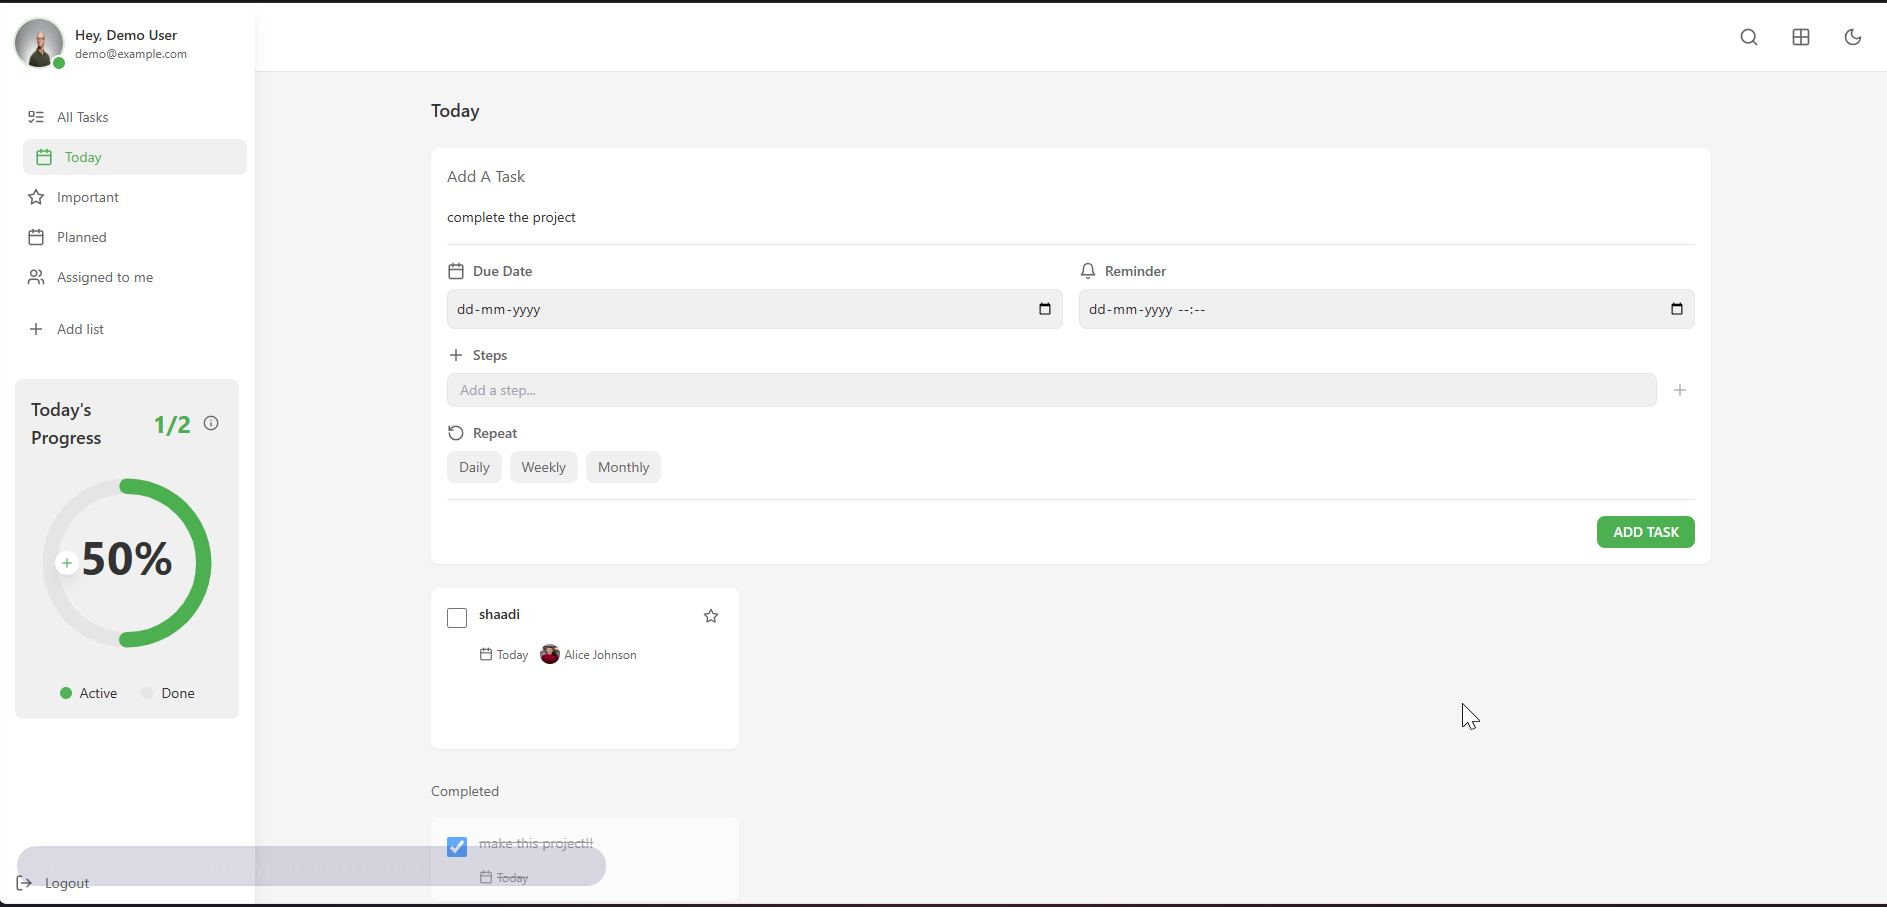 Hey, Demo User
demo@example.com
All Tasks
Today
Important
Planned
Assigned to me
Add list
Today's
Progress
1/2
50%
Active
Done
Logout
Today
Add A Task
complete the project
Due Date
Reminder
dd-mm-yyyy
dd-mm-yyyy --:--
Steps
Add a step...
Repeat
Daily
Weekly
Monthly
ADD TASK
shaadi
Today
Alice Johnson
Completed
make this project!!
Today